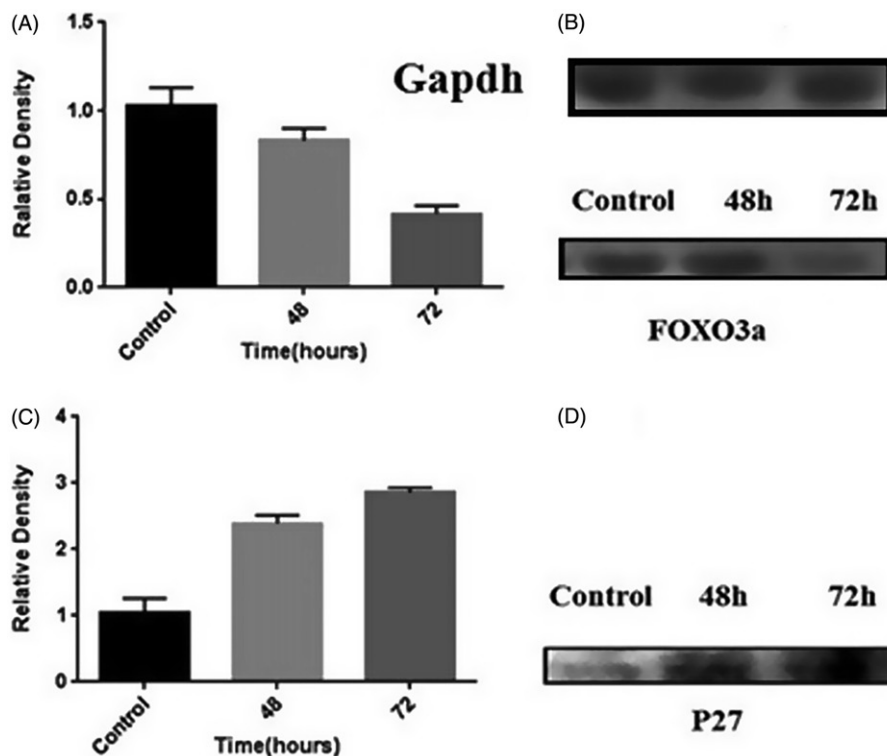 (A)
Ralative Density
1.5
1.0
0.5
0.0
Control
48
72
Time(hours)
(B)
Gapdh
Control 48h 72h
FOXO3a
(C)
Relative Density
4
3
2
1
0
Control
48
72
Time(hours)
(D)
Control 48h 72h
P27